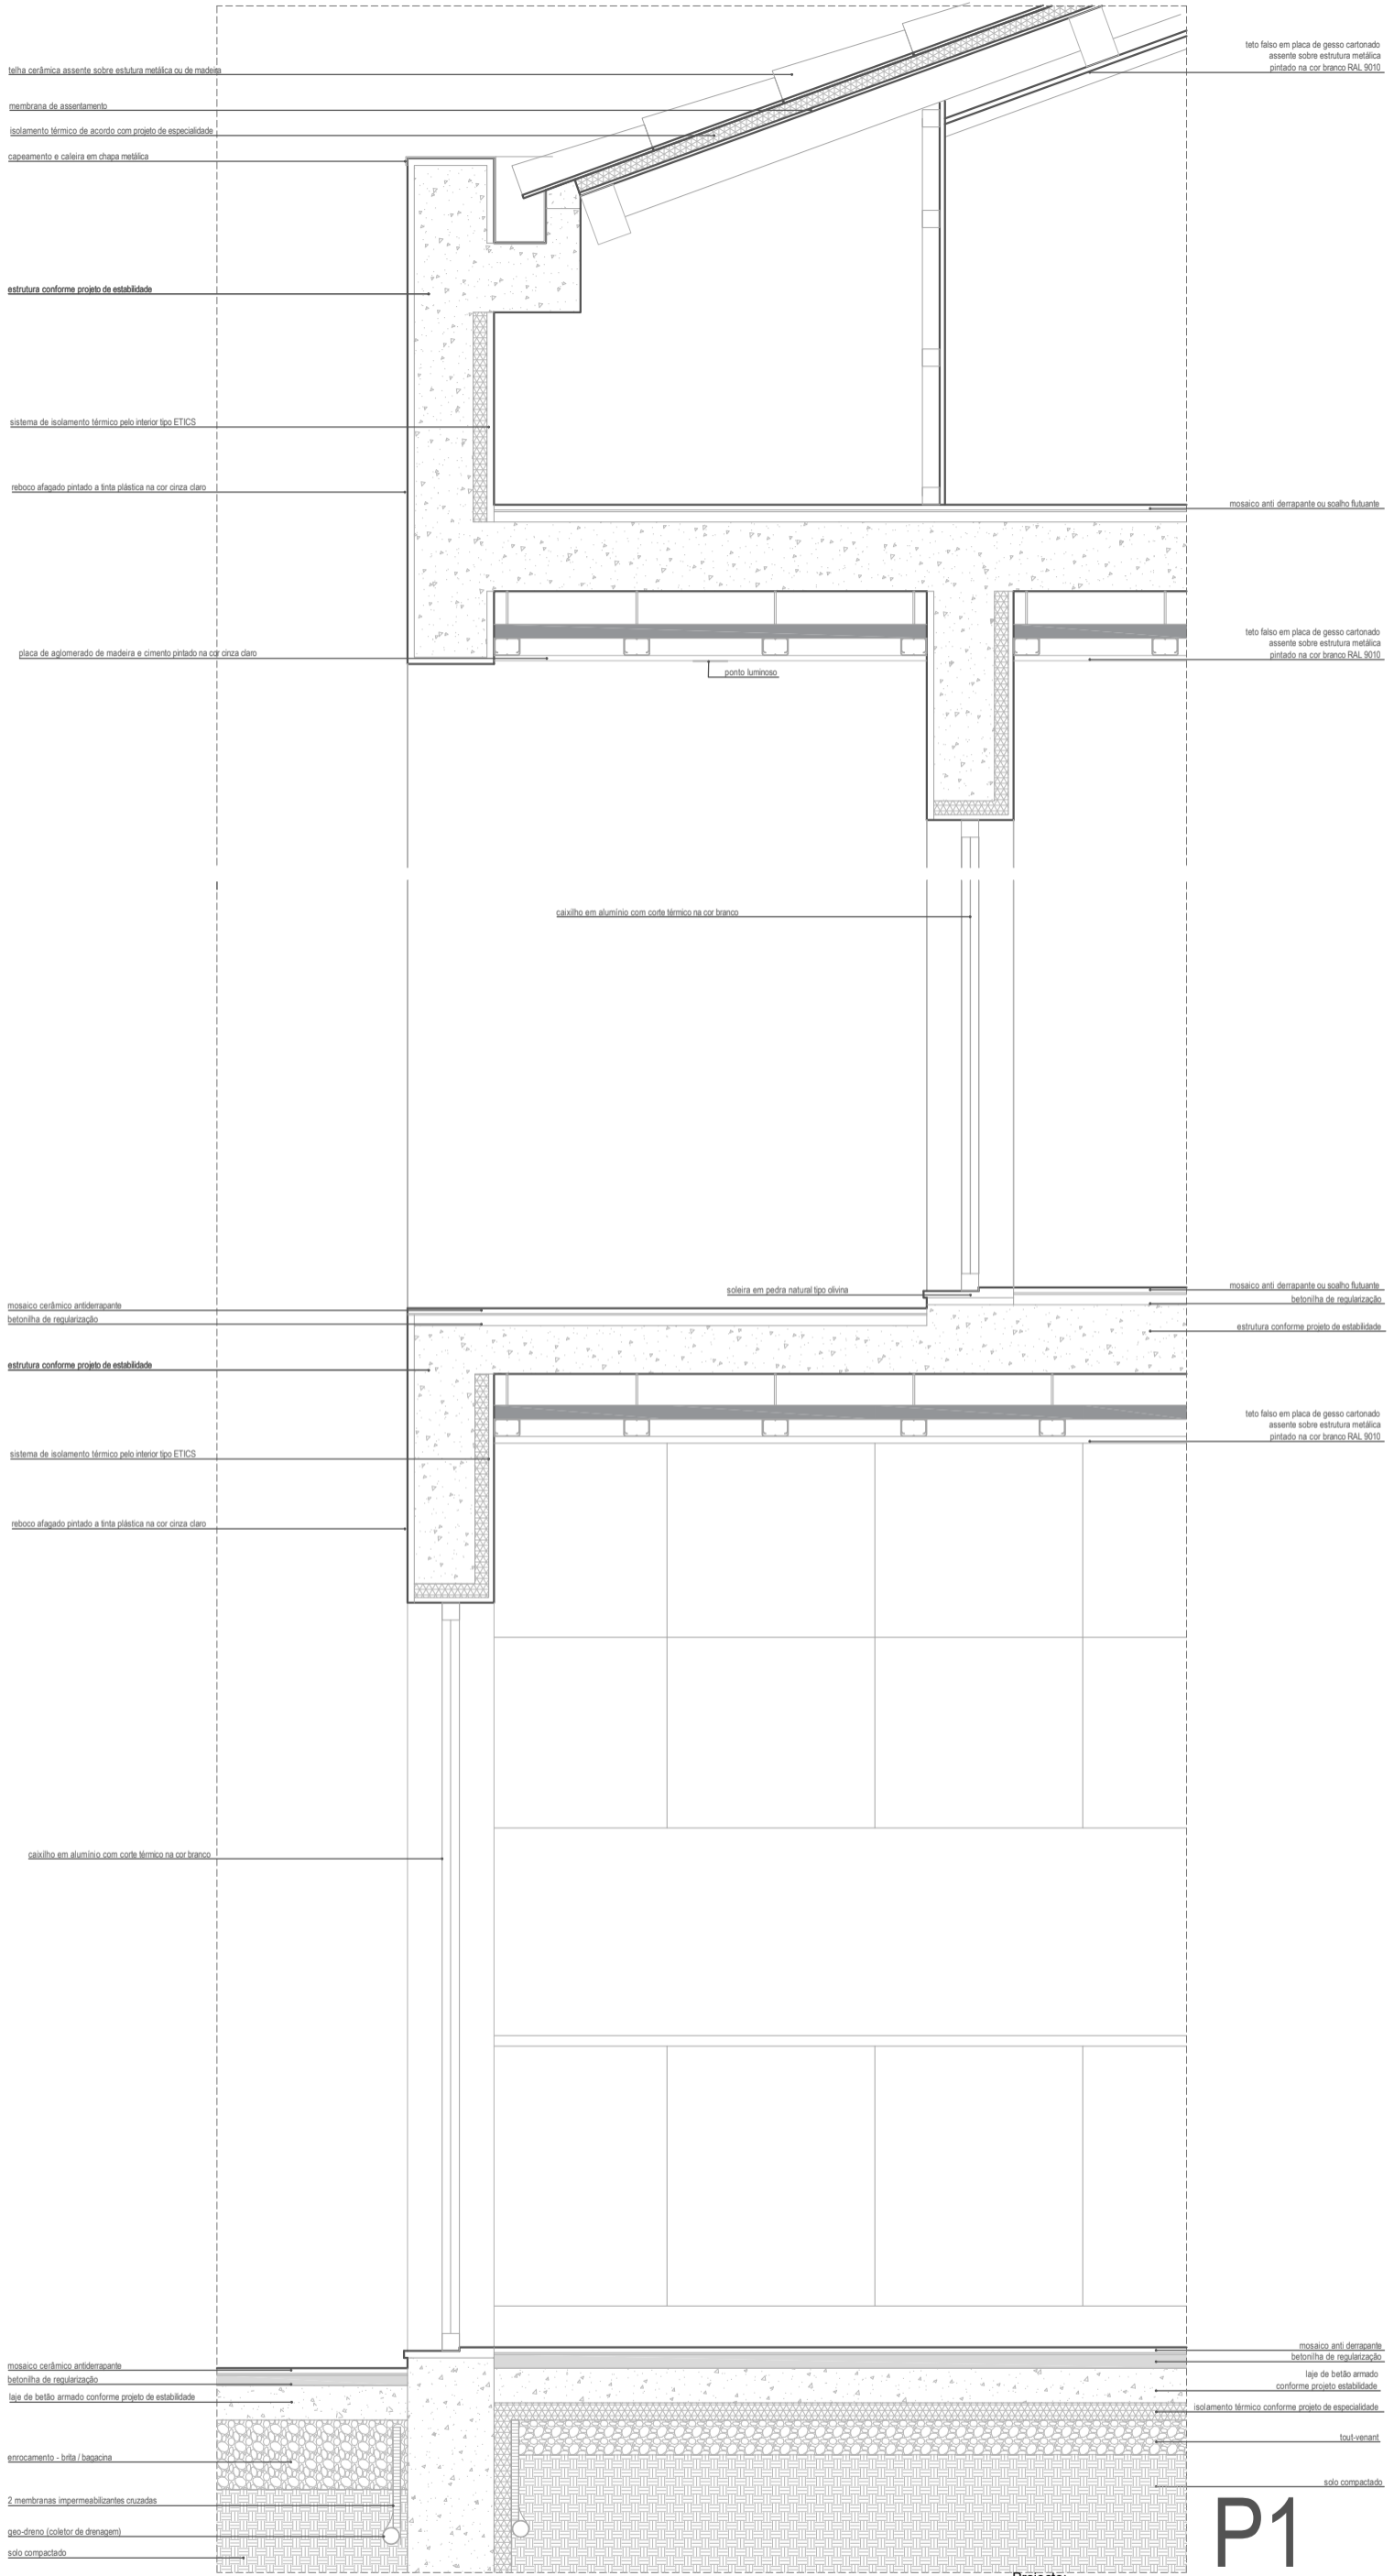 teto falso em placa de gesso cartonado
assente sobre estrutura metálica
pintado na cor branco RAL 9010
telha cerâmica assente sobre estutura metálica ou de madeira
membrana de assentamento
isolamento térmico de acordo com projeto de especialidade
capeamento e caleira em chapa metálica
estrutura conforme projeto de estabilidade
sistema de isolamento térmico pelo interior tipo ETICS
reboco afagado pintado a tinta plástica na cor cinza claro
mosaico anti derrapante ou soalho flutuante
teto falso em placa de gesso cartonado
assente sobre estrutura metálica
pintado na cor branco RAL 9010
placa de aglomerado de madeira e cimento pintado na cor cinza claro
ponto luminoso
caixilho em alumínio com corte térmico na cor branco
soleira em pedra natural tipo olivina
mosaico anti derrapante ou soalho flutuante
betonilha de regularização
mosaico cerâmico antiderrapante
betonilha de regularização
estrutura conforme projeto de estabilidade
estrutura conforme projeto de estabilidade
teto falso em placa de gesso cartonado
assente sobre estrutura metálica
pintado na cor branco RAL 9010
sistema de isolamento térmico pelo interior tipo ETICS
reboco afagado pintado a tinta plástica na cor cinza claro
caixilho em alumínio com corte térmico na cor branco
mosaico anti derrapante
betonilha de regularização
mosaico cerâmico antiderrapante
betonilha de regularização
laje de betão armado conforme projeto de estabilidade
laje de betão armado
conforme projeto estabilidade
isolamento térmico conforme projeto de especialidade
tout-venant
enrocamento - brita / bagacina
solo compactado
2 membranas impermeabilizantes cruzadas
geo-dreno (coletor de drenagem)
solo compactado
P1